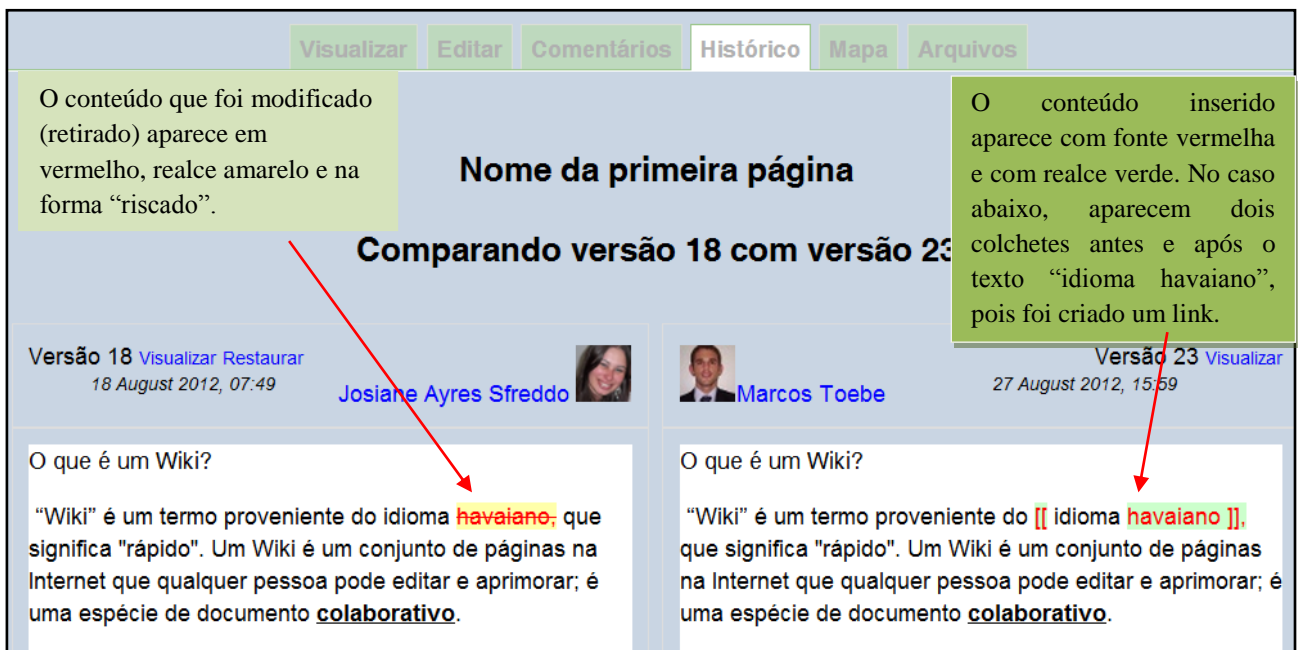 Visualizar Editar Comentários Histórico Mapa Arquivos
O conteúdo que foi modificado
(retirado) aparece em
vermelho, realce amarelo e na
forma “riscado”.
O conteúdo inserido
aparece com fonte vermelha
e com realce verde. No caso
abaixo, aparecem dois
colchetes antes e após o
texto “idioma havaiano”,
pois foi criado um link.
Nome da primeira página
Comparando versão 18 com versão 23
Versão 18 Visualizar Restaurar
18 August 2012, 07:49
Josiane Ayres Sfreddo
Marcos Toebe
Versão 23 Visualizar
27 August 2012, 15:59
O que é um Wiki?
“Wiki” é um termo proveniente do idioma havaiano, que
significa "rápido". Um Wiki é um conjunto de páginas na
Internet que qualquer pessoa pode editar e aprimorar; é
uma espécie de documento colaborativo.
O que é um Wiki?
“Wiki” é um termo proveniente do [[ idioma havaiano ]],
que significa "rápido". Um Wiki é um conjunto de páginas
na Internet que qualquer pessoa pode editar e aprimorar; é
uma espécie de documento colaborativo.